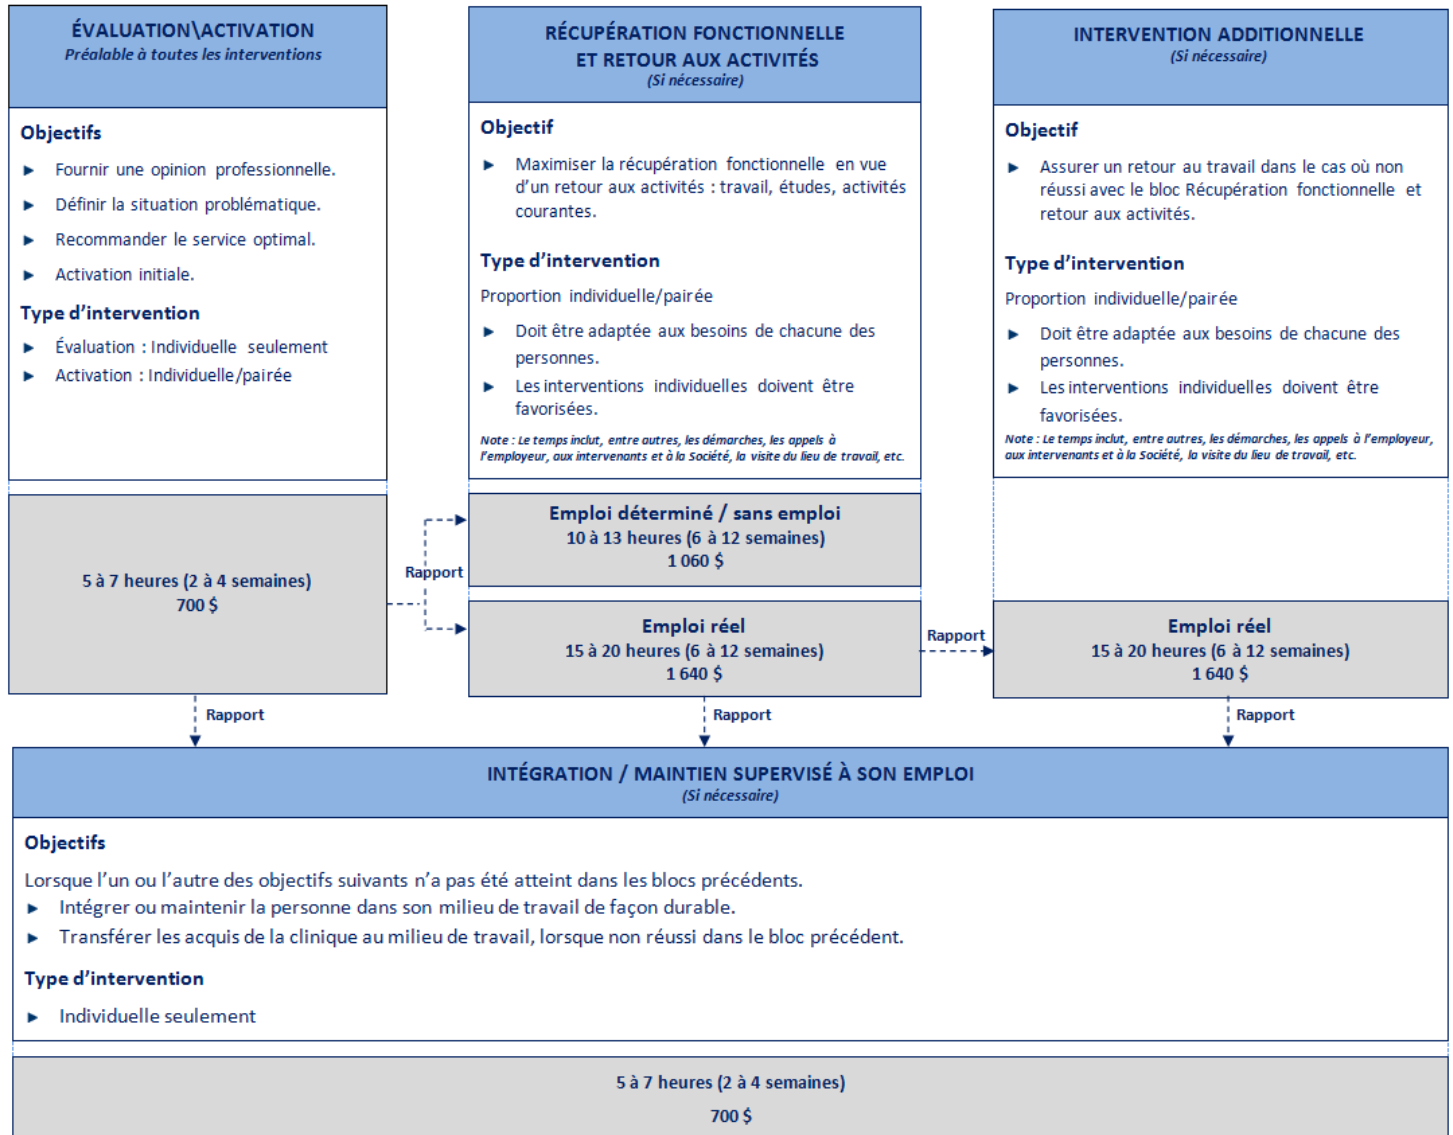 ÉVALUATION\ACTIVATION
Préalable à toutes les interventions
Objectifs
► Fournir une opinion professionnelle.
► Définir la situation problématique.
► Recommander le service optimal.
► Activation initiale.
Type d’intervention
► Évaluation : Individuelle seulement
► Activation : Individuelle/pairée
5 à 7 heures (2 à 4 semaines)
700 $
RÉCUPÉRATION FONCTIONNELLE
ET RETOUR AUX ACTIVITÉS
(Si nécessaire)
Objectif
► Maximiser la récupération fonctionnelle en vue
d’un retour aux activités : travail, études, activités
courantes.
Type d’intervention
Proportion individuelle/pairée
► Doit être adaptée aux besoins de chacune des
personnes.
► Les interventions individuelles doivent être
favorisées.
Note : Le temps inclut, entre autres, les démarches, les appels à
l’employeur, aux intervenants et à la Société, la visite du lieu de travail, etc.
Rapport
Emploi déterminé / sans emploi
10 à 13 heures (6 à 12 semaines)
1 060 $
Emploi réel
15 à 20 heures (6 à 12 semaines)
1 640 $
INTERVENTION ADDITIONNELLE
(Si nécessaire)
Objectif
► Assurer un retour au travail dans le cas où non
réussi avec le bloc Récupération fonctionnelle et
retour aux activités.
Type d’intervention
Proportion individuelle/pairée
► Doit être adaptée aux besoins de chacune des
personnes.
► Les interventions individuelles doivent être
favorisées.
Note : Le temps inclut, entre autres, les démarches, les appels à l’employeur,
aux intervenants et à la Société, la visite du lieu de travail, etc.
Rapport
Emploi réel
15 à 20 heures (6 à 12 semaines)
1 640 $
Rapport
Rapport
Rapport
INTÉGRATION / MAINTIEN SUPERVISÉ À SON EMPLOI
(Si nécessaire)
Objectifs
Lorsque l’un ou l’autre des objectifs suivants n’a pas été atteint dans les blocs précédents.
► Intégrer ou maintenir la personne dans son milieu de travail de façon durable.
► Transférer les acquis de la clinique au milieu de travail, lorsque non réussi dans le bloc précédent.
Type d’intervention
► Individuelle seulement
5 à 7 heures (2 à 4 semaines)
700 $